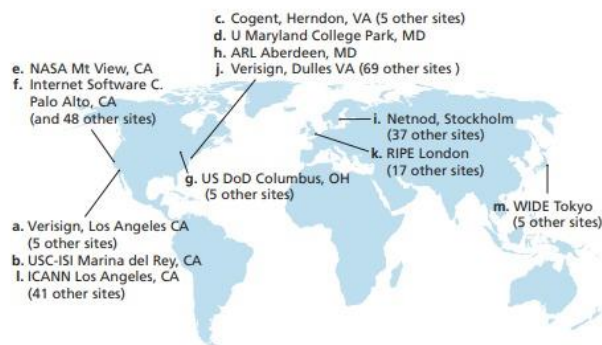 c. Cogent, Herndon, VA (5 other sites)
d. U Maryland College Park, MD
h. ARL Aberdeen, MD
j. Verisign, Dulles VA (69 other sites )
e. NASA Mt View, CA
f. Internet Software C.
Palo Alto, CA
(and 48 other sites)
i. Netnod, Stockholm
(37 other sites)
k. RIPE London
(17 other sites)
g. US DoD Columbus, OH
(5 other sites)
m. WIDE Tokyo
(5 other sites)
a. Verisign, Los Angeles CA
(5 other sites)
b. USC-ISI Marina del Rey, CA
l. ICANN Los Angeles, CA
(41 other sites)